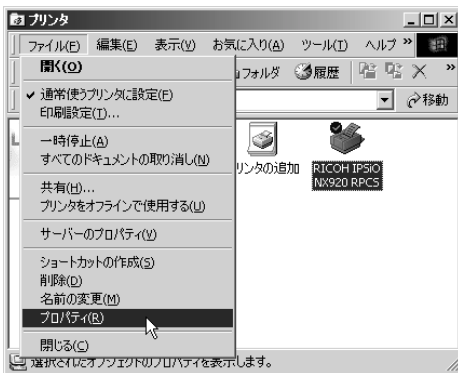 プリンタ
ファイル(F) 編集(E) 表示(V) お気に入り(A) ツール(T) ヘルプ »
開く(O)
フォルダ 履歴 »
通常使うプリンタに設定(F)
印刷設定(T)...
移動
一時停止(A)
すべてのドキュメントの取り消し(N)
リンタの追加
RICOH IPSiO
NX920 RPCS
共有(H)...
プリンタをオフラインで使用する(U)
サーバーのプロパティ(V)
ショートカットの作成(S)
削除(D)
名前の変更(M)
プロパティ(R)
閉じる(C)
選択されたオブジェクトのプロパティを表示します。